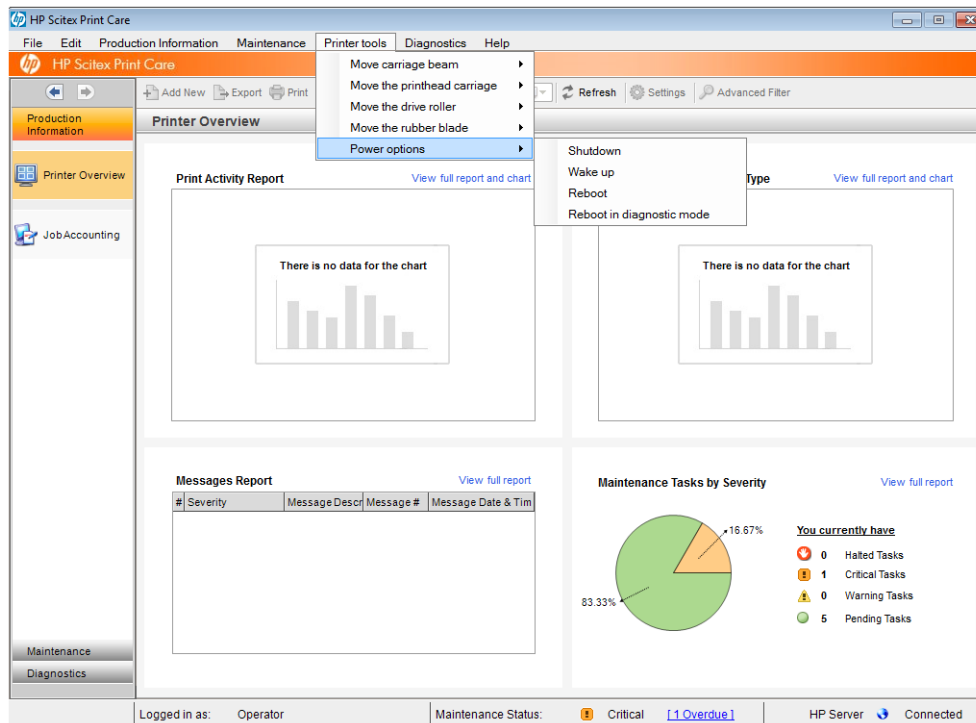 HP Scitex Print Care
File Edit Production Information Maintenance Printer tools Diagnostics Help
hp HP Scitex Print Care
Add New Export Print Refresh Settings Advanced Filter
Move carriage beam
Move the printhead carriage
Move the drive roller
Move the rubber blade
Power options
Shutdown
Wake up
Reboot
Reboot in diagnostic mode
Production
Information
Printer Overview
Job Accounting
Maintenance
Diagnostics
Printer Overview
Print Activity Report View full report and chart
There is no data for the chart
Type View full report and chart
There is no data for the chart
Messages Report View full report
# Severity Message Descr Message # Message Date & Tim
Maintenance Tasks by Severity View full report
16.67%
83.33%
You currently have
0 Halted Tasks
1 Critical Tasks
0 Warning Tasks
5 Pending Tasks
Logged in as: Operator Maintenance Status: Critical [ 1 Overdue ] HP Server Connected